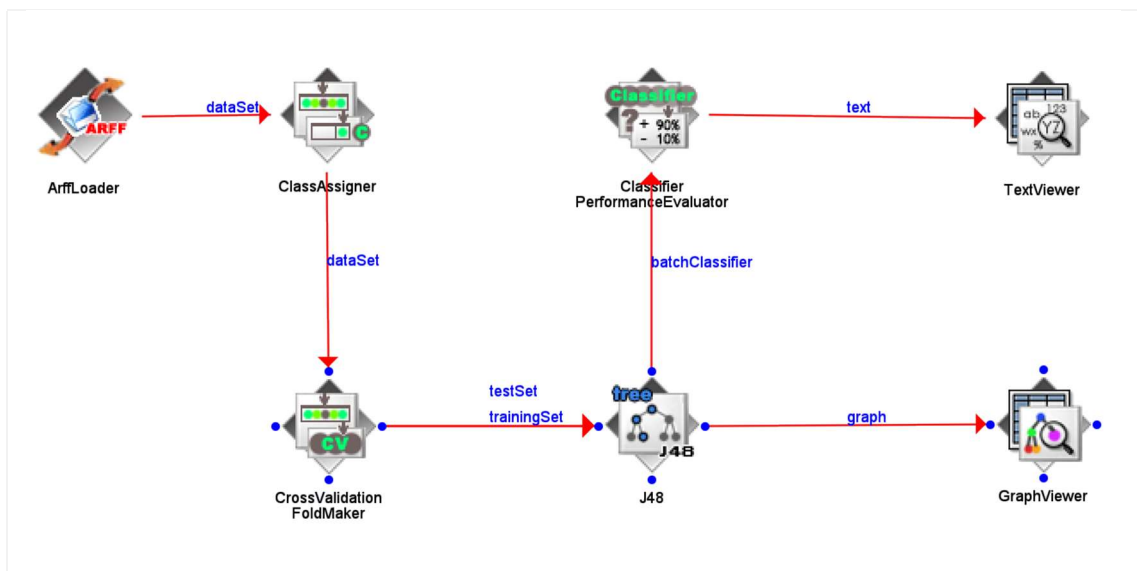 ARFF
dataSet
C
ArffLoader
ClassAssigner
Classifier
?
+ 90%
- 10%
Classifier
PerformanceEvaluator
text
ab 123
wx YZ
%
TextViewer
dataSet
batchClassifier
CV
CrossValidation
FoldMaker
testSet
trainingSet
tree
J48
J48
graph
GraphViewer